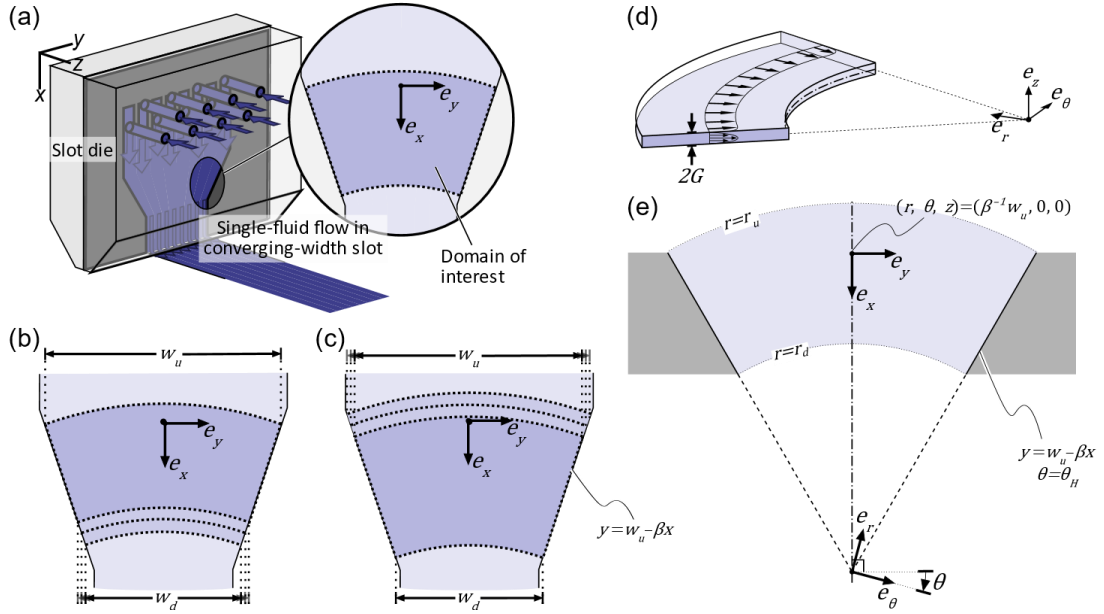 (a)
y
z
x
Slot die
Single-fluid flow in
converging-width slot
e_y
e_x
Domain of
interest
(b)
w_u
e_y
e_x
w_d
(c)
w_u
e_y
e_x
y=w_u-βx
w_d
(d)
2G
e_z
e_θ
e_r
(e)
(r, θ, z)=(β⁻¹w_u, 0, 0)
r=r_u
e_y
e_x
r=r_d
y=w_u-βx
θ=θ_H
e_r
e_θ
θ